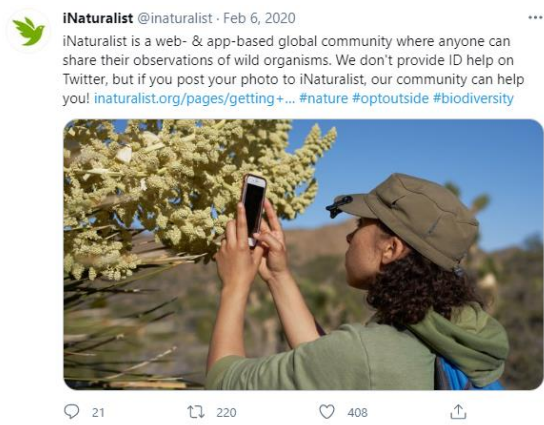 iNaturalist @inaturalist · Feb 6, 2020
iNaturalist is a web- & app-based global community where anyone can
share their observations of wild organisms. We don't provide ID help on
Twitter, but if you post your photo to iNaturalist, our community can help
you! inaturalist.org/pages/getting+... #nature #optoutside #biodiversity
21 220 408